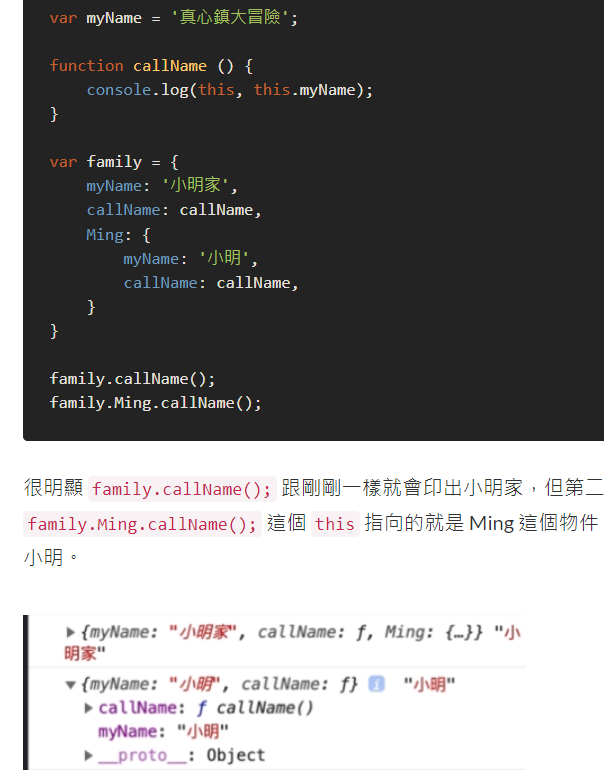 var myName = '真心鎮大冒險';
function callName () {
console.log(this, this.myName);
}
var family = {
myName: '小明家',
callName: callName,
Ming: {
myName: '小明',
callName: callName,
}
}
family.callName();
family.Ming.callName();
很明顯 family.callName(); 跟剛剛一樣就會印出小明家，但第二
family.Ming.callName(); 這個 this 指向的就是 Ming 這個物件
小明。
▶{myName: "小明家", callName: ƒ, Ming: {…}} "小
明家"
▼{myName: "小明", callName: ƒ} i "小明"
▶callName: ƒ callName()
myName: "小明"
▶__proto__: Object